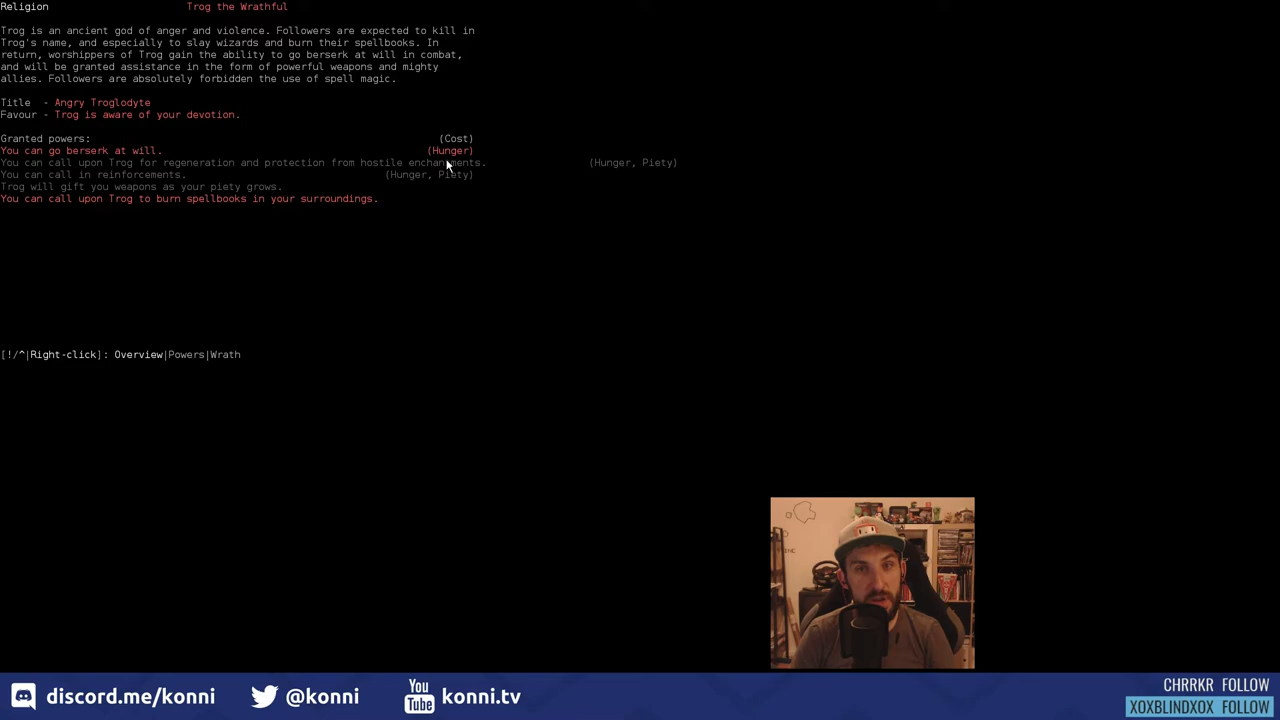 Religion Trog the Wrathful
Trog is an ancient god of anger and violence. Followers are expected to kill in
Trog's name, and especially to slay wizards and burn their spellbooks. In
return, worshippers of Trog gain the ability to go berserk at will in combat,
and will be granted assistance in the form of powerful weapons and mighty
allies. Followers are absolutely forbidden the use of spell magic.
Title - Angry Troglodyte
Favour - Trog is aware of your devotion.
Granted powers: (Cost)
You can go berserk at will. (Hunger)
You can call upon Trog for regeneration and protection from hostile enchantments. (Hunger, Piety)
You can call in reinforcements. (Hunger, Piety)
Trog will gift you weapons as your piety grows.
You can call upon Trog to burn spellbooks in your surroundings.
[!/^|Right-click]: Overview|Powers|Wrath
discord.me/konni @konni You Tube konni.tv
CHRRKR FOLLOW
XOXBLINDXOX FOLLOW